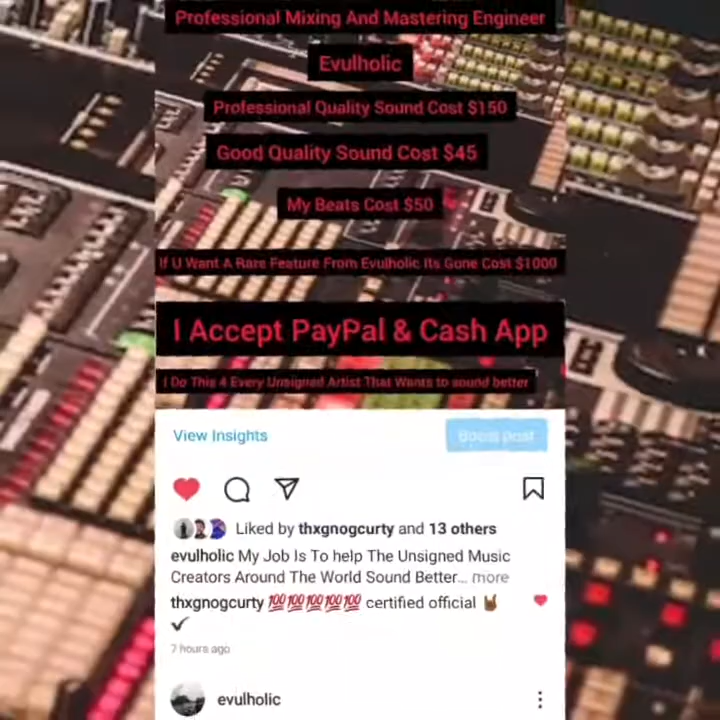 Professional Mixing And Mastering Engineer
Evulholic
Professional Quality Sound Cost $150
Good Quality Sound Cost $45
My Beats Cost $50
If U Want A Rare Feature From Evulholic Its Gone Cost $1000
I Accept PayPal & Cash App
I Do This 4 Every Unsigned Artist That Wants to sound better
View Insights
Boost post
Liked by thxgnogcurty and 13 others
evulholic My Job Is To help The Unsigned Music
Creators Around The World Sound Better... more
thxgnogcurty 💯💯💯💯💯 certified official 🤘🏾
✔
7 hours ago
evulholic